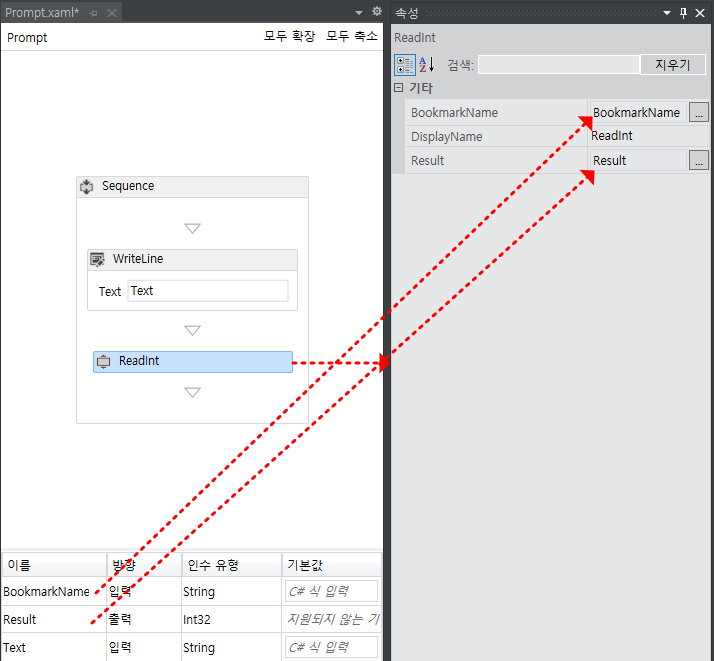 Prompt.xaml*
Prompt
모두 확장 모두 축소
Sequence
WriteLine
Text Text
ReadInt
이름 방향 인수 유형 기본값
BookmarkName 입력 String C# 식 입력
Result 출력 Int32 지원되지 않는 기
Text 입력 String C# 식 입력
속성
ReadInt
검색: 지우기
기타
BookmarkName BookmarkName ...
DisplayName ReadInt
Result Result ...